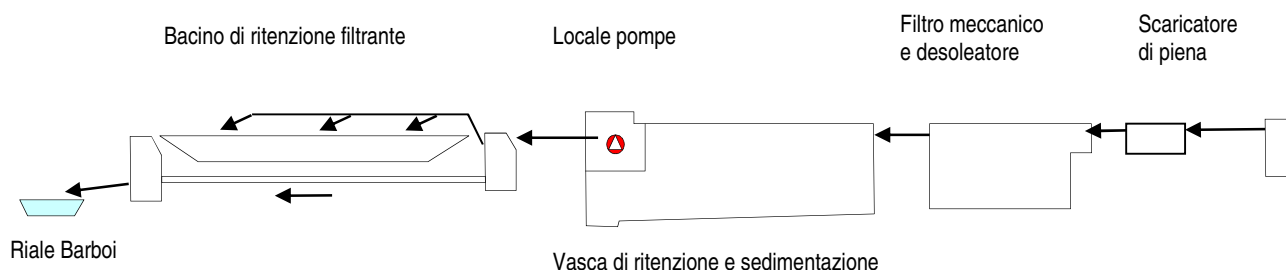 Bacino di ritenzione filtrante
Locale pompe
Filtro meccanico
e desoleatore
Scaricatore
di piena
Riale Barboi
Vasca di ritenzione e sedimentazione